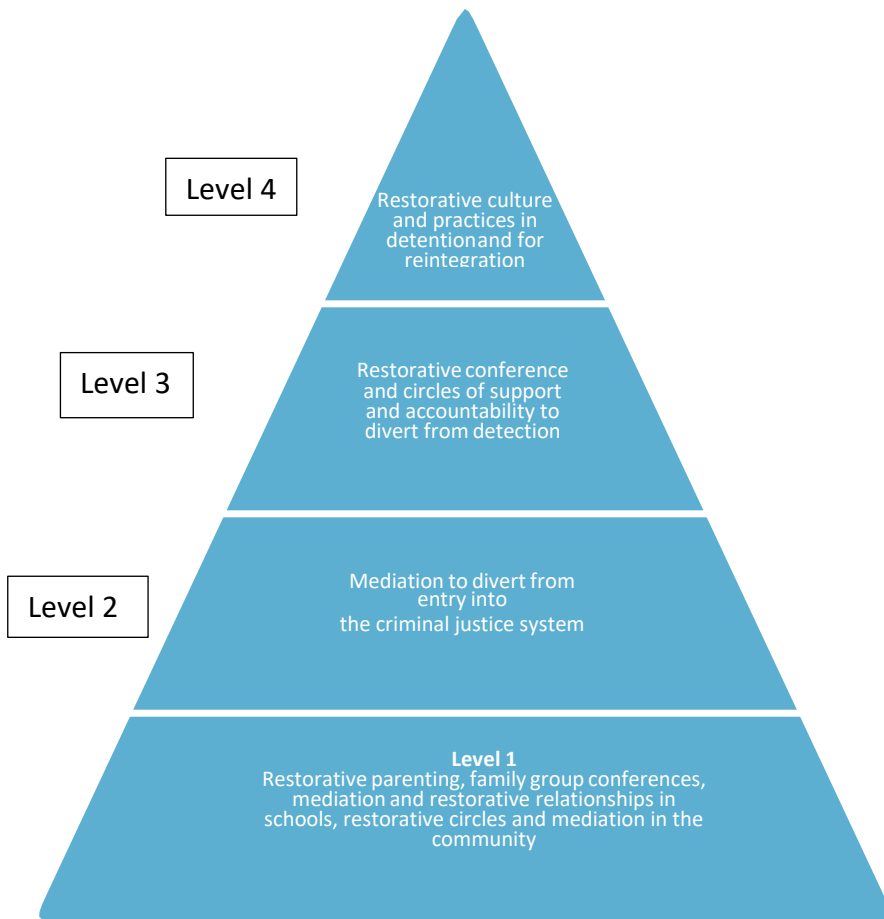 Level 4
Restorative culture
and practices in
detentionand for
reintegration
Level 3
Restorative conference
and circles of support
and accountability to
divert from detection
Level 2
Mediation to divert from
entry into
the criminal justice system
Level 1
Restorative parenting, family group conferences,
mediation and restorative relationships in
schools, restorative circles and mediation in the
community